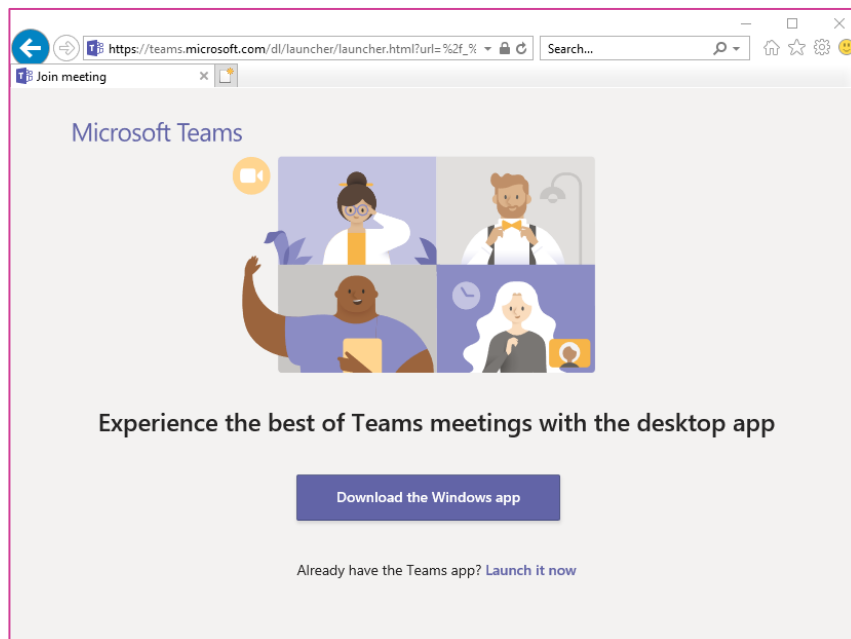 https://teams.microsoft.com/dl/launcher/launcher.html?url=%2f_%
Search...
Join meeting
Microsoft Teams
Experience the best of Teams meetings with the desktop app
Download the Windows app
Already have the Teams app? Launch it now